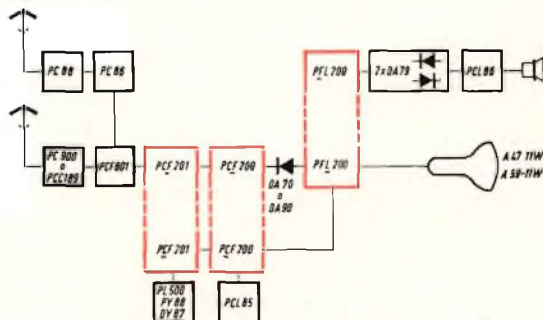 PC 88
PC 86
PFL 200
2x OA 79
PCL 86
PC 900
o
PCC 189
PCF 801
PCF 201
PCF 200
OA 70
o
OA 90
PFL 200
A 47 11W
A 59-11W
PCF 201
PCF 200
PL 500
PY 88
DY 87
PCL 85